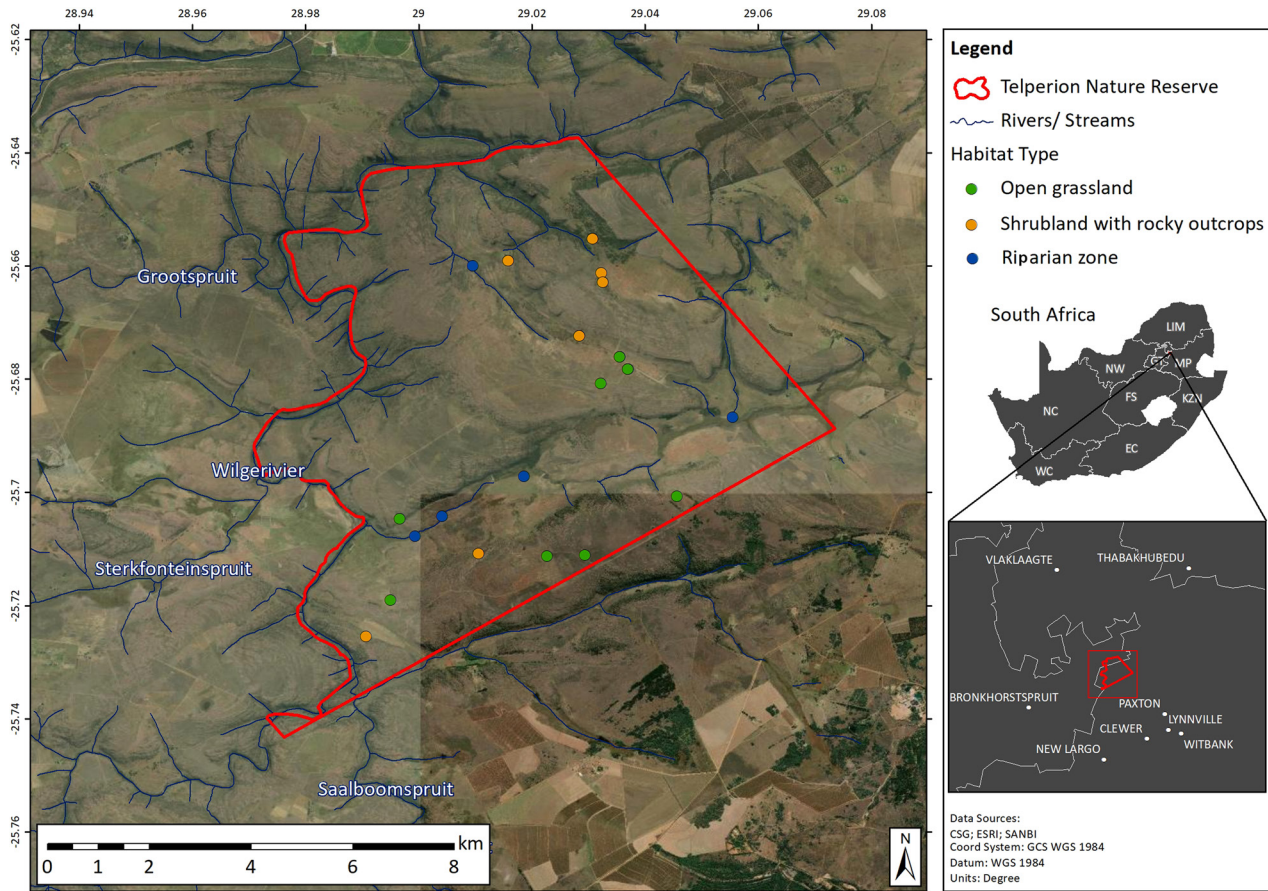 28.94 28.96 28.98 29 29.02 29.04 29.06 29.08
-25.62
-25.64
-25.66
-25.68
-25.7
-25.72
-25.74
-25.76
Grootspruit
Wilgerivier
Sterkfonteinspruit
Saalboomspruit
km
0 1 2 4 6 8
N
Legend
Telperion Nature Reserve
Rivers/ Streams
Habitat Type
Open grassland
Shrubland with rocky outcrops
Riparian zone
South Africa
LIM
NW
MP
FS
KZN
NC
EC
WC
VLAKLAAGTE
THABAKHUBEDU
BRONKHORSTSPRUIT
PAXTON
LYNNVILLE
CLEWER
WITBANK
NEW LARGO
Data Sources:
CSG; ESRI; SANBI
Coord System: GCS WGS 1984
Datum: WGS 1984
Units: Degree